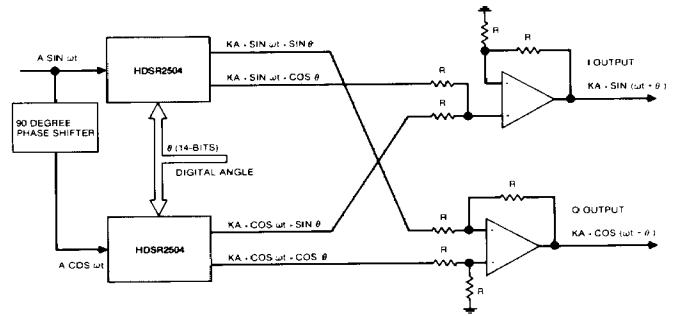 A SIN ωt
HDSR2504
90 DEGREE
PHASE SHIFTER
θ (14-BITS)
DIGITAL ANGLE
HDSR2504
A COS ωt
KA - SIN ωt - SIN θ
KA - SIN ωt - COS θ
KA - COS ωt - SIN θ
KA - COS ωt - COS θ
R
R
R
R
I OUTPUT
KA - SIN (ωt + θ)
R
R
R
R
Q OUTPUT
KA - COS (ωt - θ)